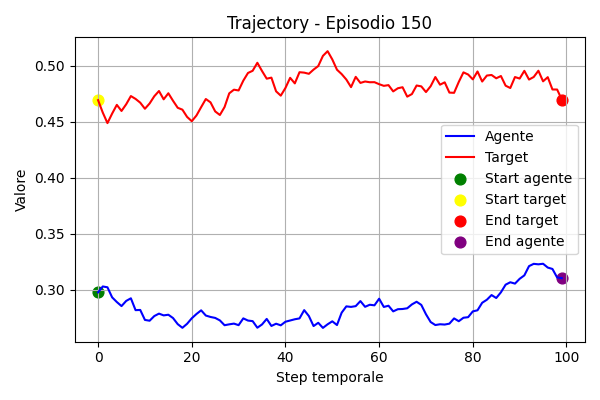 Trajectory - Episodio 150
Valore
0.50
0.45
0.40
0.35
0.30
Agente
Target
Start agente
Start target
End target
End agente
0
20
40
60
80
100
Step temporale